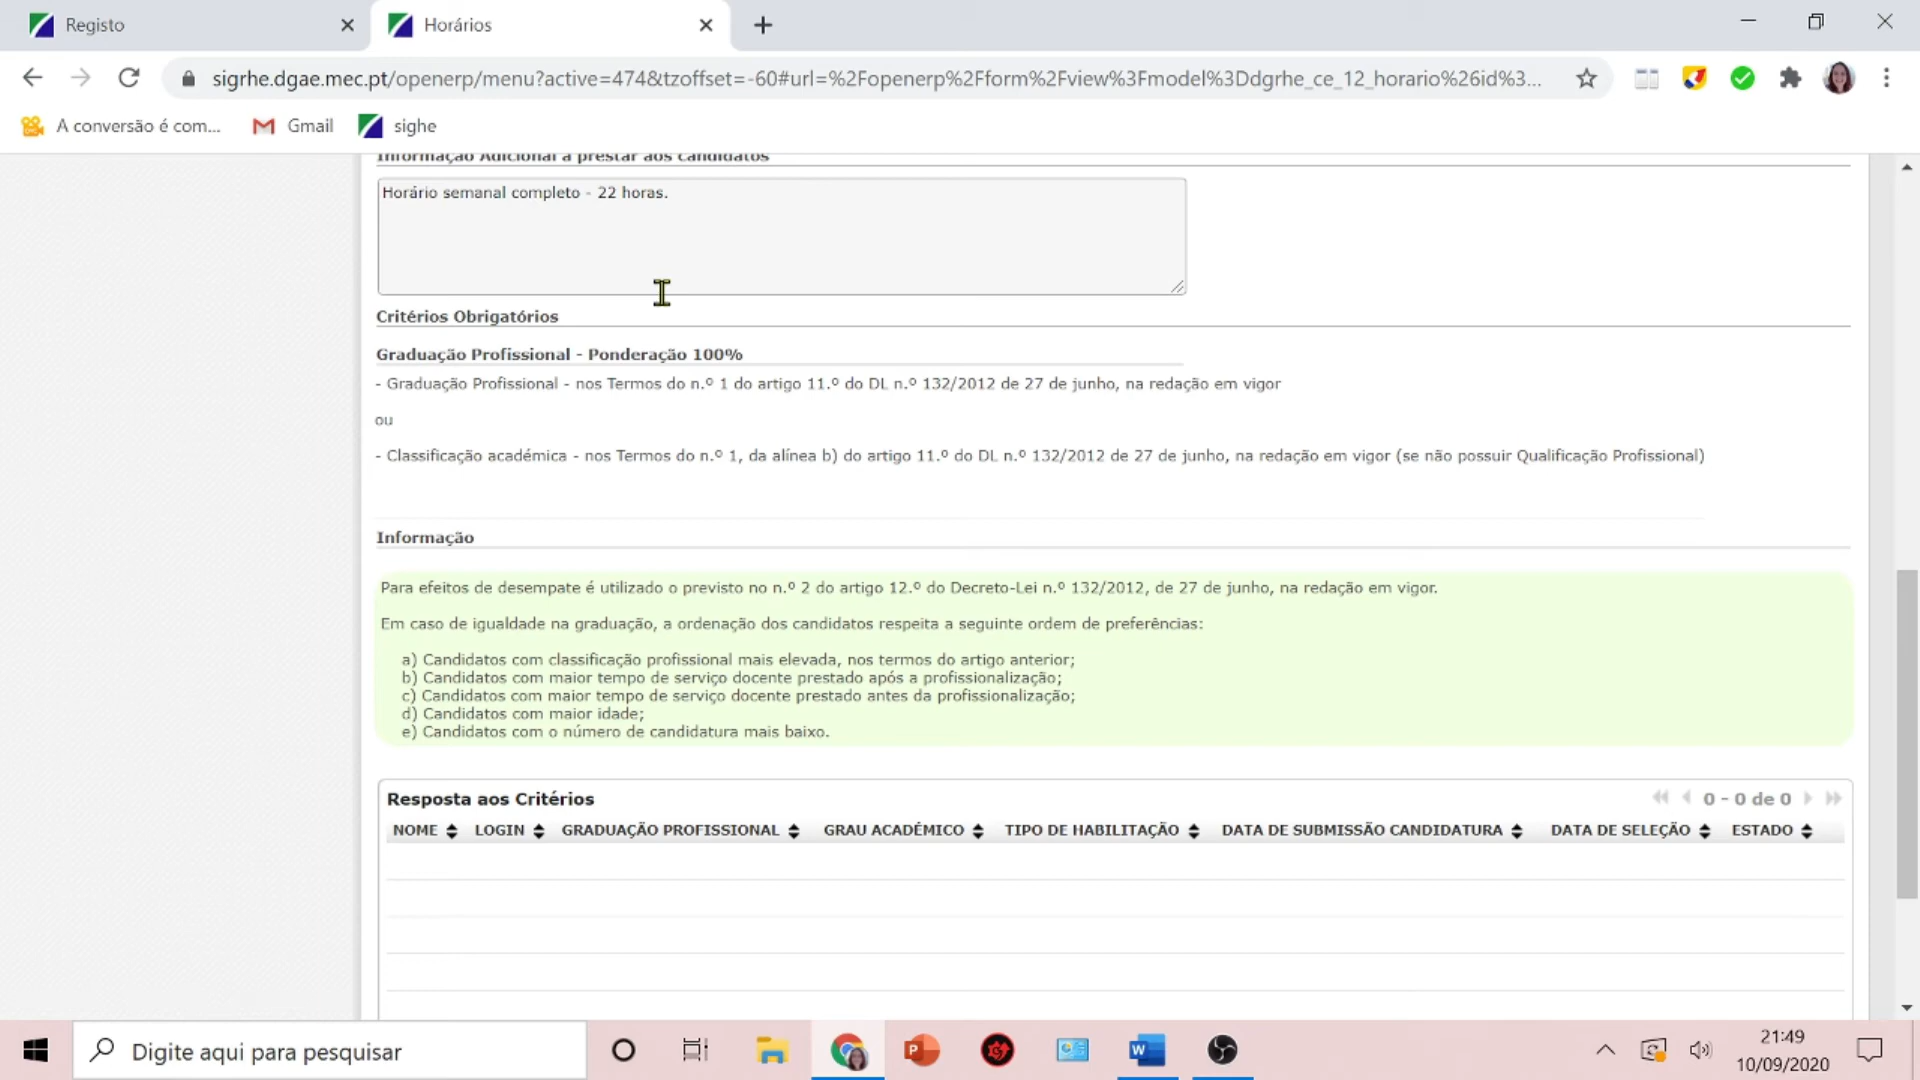 Registo
Horários
sigrhe.dgae.mec.pt/openerp/menu?active=474&tzoffset=-60#url=%2Fopenerp%2Fform%2Fview%3Fmodel%3Ddgrhe_ce_12_horario%26id%3...
A conversão é com...
Gmail
sighe
Informação Adicional a prestar aos candidatos
Horário semanal completo - 22 horas.
Critérios Obrigatórios
Graduação Profissional - Ponderação 100%
- Graduação Profissional - nos Termos do n.º 1 do artigo 11.º do DL n.º 132/2012 de 27 de junho, na redação em vigor
ou
- Classificação académica - nos Termos do n.º 1, da alínea b) do artigo 11.º do DL n.º 132/2012 de 27 de junho, na redação em vigor (se não possuir Qualificação Profissional)
Informação
Para efeitos de desempate é utilizado o previsto no n.º 2 do artigo 12.º do Decreto-Lei n.º 132/2012, de 27 de junho, na redação em vigor.
Em caso de igualdade na graduação, a ordenação dos candidatos respeita a seguinte ordem de preferências:
a) Candidatos com classificação profissional mais elevada, nos termos do artigo anterior;
b) Candidatos com maior tempo de serviço docente prestado após a profissionalização;
c) Candidatos com maior tempo de serviço docente prestado antes da profissionalização;
d) Candidatos com maior idade;
e) Candidatos com o número de candidatura mais baixo.
Resposta aos Critérios
0 - 0 de 0
NOME LOGIN GRADUAÇÃO PROFISSIONAL GRAU ACADÉMICO TIPO DE HABILITAÇÃO DATA DE SUBMISSÃO CANDIDATURA DATA DE SELEÇÃO ESTADO
Digite aqui para pesquisar
21:49
10/09/2020